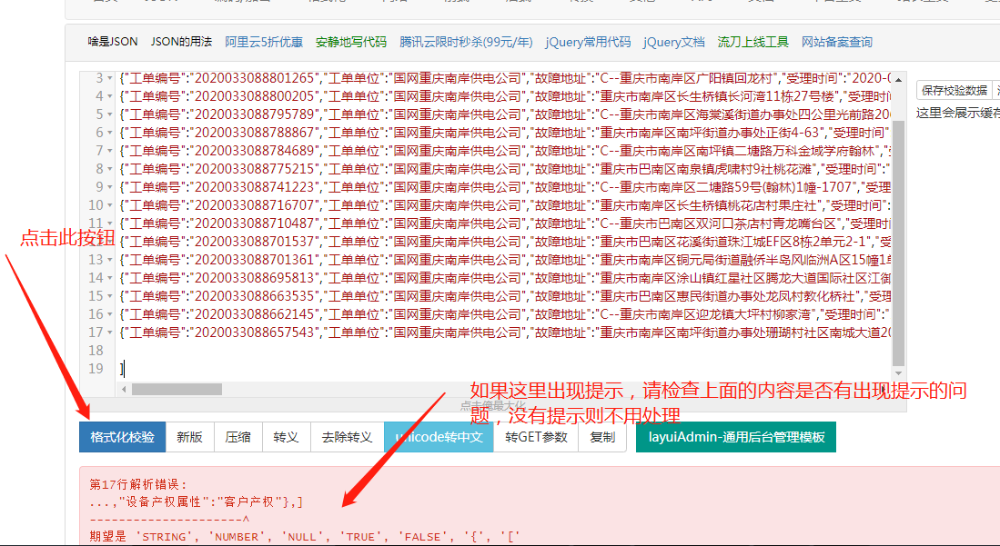 啥是JSON JSON的用法 阿里云5折优惠 安静地写代码 腾讯云限时秒杀(99元/年) jQuery常用代码 jQuery文档 流刀上线工具 网站备案查询
3 {"工单编号":"2020033088801265","工单单位":"国网重庆南岸供电公司","故障地址":"C--重庆市南岸区广阳镇回龙村","受理时间":"2020-0
4 {"工单编号":"2020033088800205","工单单位":"国网重庆南岸供电公司","故障地址":"重庆市南岸区长生桥镇长河湾11栋27号楼","受理时间
5 {"工单编号":"2020033088795789","工单单位":"国网重庆南岸供电公司","故障地址":"C--重庆市南岸区海棠溪街道办事处四公里光前路20
6 {"工单编号":"2020033088788867","工单单位":"国网重庆南岸供电公司","故障地址":"重庆市南岸区南坪街道办事处正街4-63","受理时间"
7 {"工单编号":"2020033088784689","工单单位":"国网重庆南岸供电公司","故障地址":"C--重庆市南岸区南坪镇二塘路万科金域学府翰林","受
8 {"工单编号":"2020033088775215","工单单位":"国网重庆南岸供电公司","故障地址":"重庆市巴南区南泉镇虎啸村9社桃花滩","受理时间":"
9 {"工单编号":"2020033088741223","工单单位":"国网重庆南岸供电公司","故障地址":"C--重庆市南岸区二塘路59号(翰林)1幢-1707","受理
10 {"工单编号":"2020033088716707","工单单位":"国网重庆南岸供电公司","故障地址":"重庆市南岸区长生桥镇桃花店村果庄社","受理时间":"
11 {"工单编号":"2020033088710487","工单单位":"国网重庆南岸供电公司","故障地址":"C--重庆市巴南区双河口茶店村青龙嘴台区","受理时间
{"工单编号":"2020033088701537","工单单位":"国网重庆南岸供电公司","故障地址":"重庆市巴南区花溪街道珠江城EF区8栋2单元2-1","受
13 {"工单编号":"2020033088701361","工单单位":"国网重庆南岸供电公司","故障地址":"重庆市南岸区铜元局街道融侨半岛风临洲A区15幢1单
14 {"工单编号":"2020033088695813","工单单位":"国网重庆南岸供电公司","故障地址":"重庆市南岸区涂山镇红星社区腾龙大道国际社区江御
15 {"工单编号":"2020033088663535","工单单位":"国网重庆南岸供电公司","故障地址":"重庆市巴南区惠民街道办事处龙凤村教化桥社","受理
16 {"工单编号":"2020033088662145","工单单位":"国网重庆南岸供电公司","故障地址":"C--重庆市南岸区迎龙镇大坪村柳家湾","受理时间":"
17 {"工单编号":"2020033088657543","工单单位":"国网重庆南岸供电公司","故障地址":"重庆市南岸区南坪街道办事处珊瑚村社区南城大道20
18
19 ]
保存校验数据
这里会展示缓存
点击此按钮
点击俺最大化
如果这里出现提示，请检查上面的内容是否有出现提示的问
题，没有提示则不用处理
格式化校验 新版 压缩 转义 去除转义 unicode转中文 转GET参数 复制 layuiAdmin-通用后台管理模板
第17行解析错误:
...,"设备产权属性":"客户产权"},]
---------------------^
期望是 'STRING', 'NUMBER', 'NULL', 'TRUE', 'FALSE', '{', '['